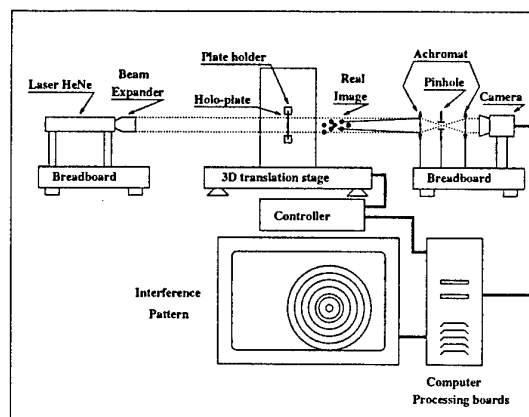 Plate holder
Achromat
Beam
Expander
Real
Image
Pinhole
Laser HeNe
Holo-plate
Camera
Breadboard
3D translation stage
Breadboard
Controller
Interference
Pattern
Computer
Processing boards